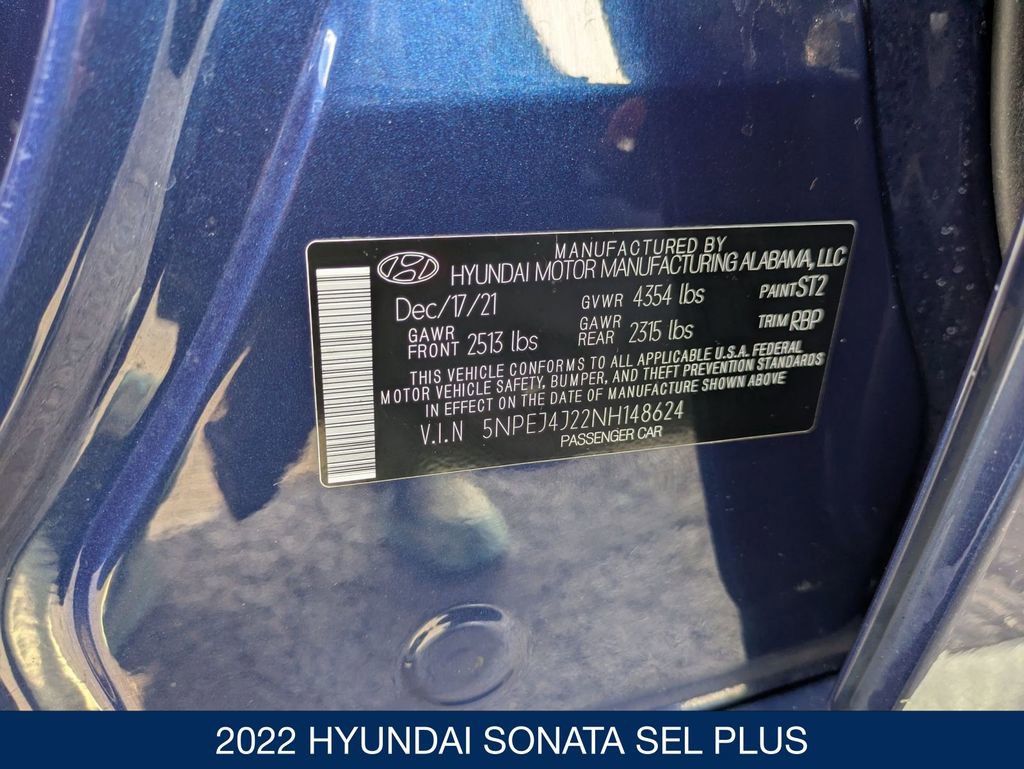 MANUFACTURED BY
HYUNDAI MOTOR MANUFACTURING ALABAMA, LLC
Dec/17/21 GVWR 4354 lbs PAINT ST2
GAWR FRONT 2513 lbs GAWR REAR 2315 lbs TRIM RBP
THIS VEHICLE CONFORMS TO ALL APPLICABLE U.S.A. FEDERAL
MOTOR VEHICLE SAFETY, BUMPER, AND THEFT PREVENTION STANDARDS
IN EFFECT ON THE DATE OF MANUFACTURE SHOWN ABOVE
V.I.N 5NPEJ4J22NH148624
PASSENGER CAR
2022 HYUNDAI SONATA SEL PLUS